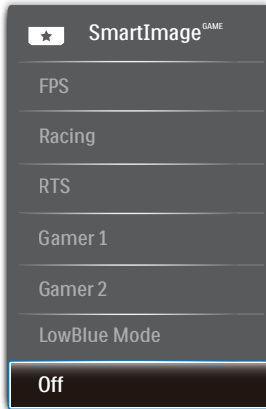 SmartImage GAME
FPS
Racing
RTS
Gamer 1
Gamer 2
LowBlue Mode
Off